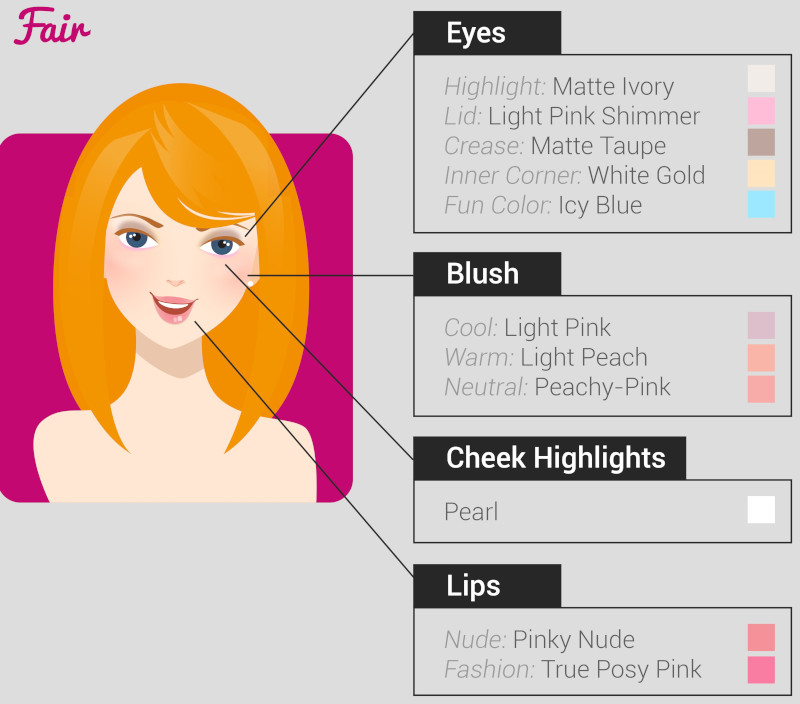 Fair
Eyes
Highlight: Matte Ivory
Lid: Light Pink Shimmer
Crease: Matte Taupe
Inner Corner: White Gold
Fun Color: Icy Blue
Blush
Cool: Light Pink
Warm: Light Peach
Neutral: Peachy-Pink
Cheek Highlights
Pearl
Lips
Nude: Pinky Nude
Fashion: True Posy Pink